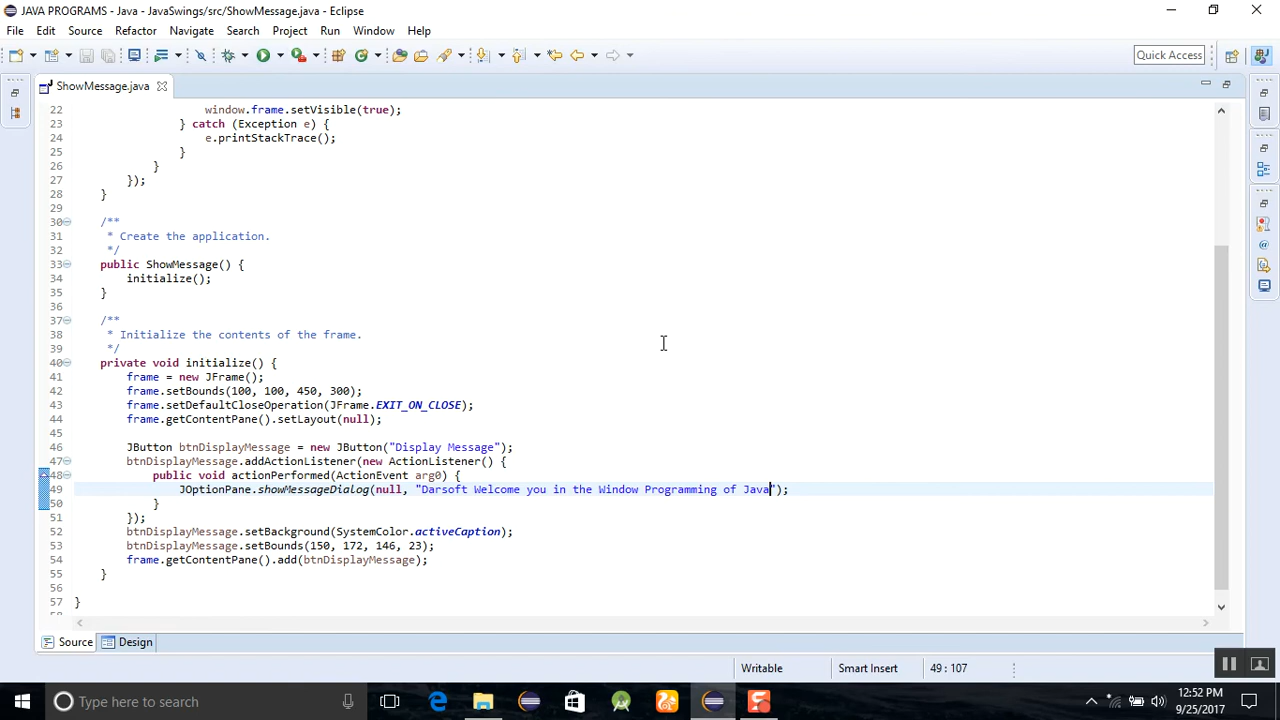 JAVA PROGRAMS - Java - JavaSwings/src/ShowMessage.java - Eclipse
File Edit Source Refactor Navigate Search Project Run Window Help
Quick Access
ShowMessage.java
22 window.frame.setVisible(true);
23 } catch (Exception e) {
24 e.printStackTrace();
25 }
26 }
27 });
28 }
29
30 /**
31 * Create the application.
32 */
33 public ShowMessage() {
34 initialize();
35 }
36
37 /**
38 * Initialize the contents of the frame.
39 */
40 private void initialize() {
41 frame = new JFrame();
42 frame.setBounds(100, 100, 450, 300);
43 frame.setDefaultCloseOperation(JFrame.EXIT_ON_CLOSE);
44 frame.getContentPane().setLayout(null);
45
46 JButton btnDisplayMessage = new JButton("Display Message");
47 btnDisplayMessage.addActionListener(new ActionListener() {
48 public void actionPerformed(ActionEvent arg0) {
49 JOptionPane.showMessageDialog(null, "Darsoft Welcome you in the Window Programming of Java");
50 }
51 });
52 btnDisplayMessage.setBackground(SystemColor.activeCaption);
53 btnDisplayMessage.setBounds(150, 172, 146, 23);
54 frame.getContentPane().add(btnDisplayMessage);
55 }
56
57 }
58
Source Design
Writable Smart Insert 49 : 107
Type here to search
12:52 PM
9/25/2017